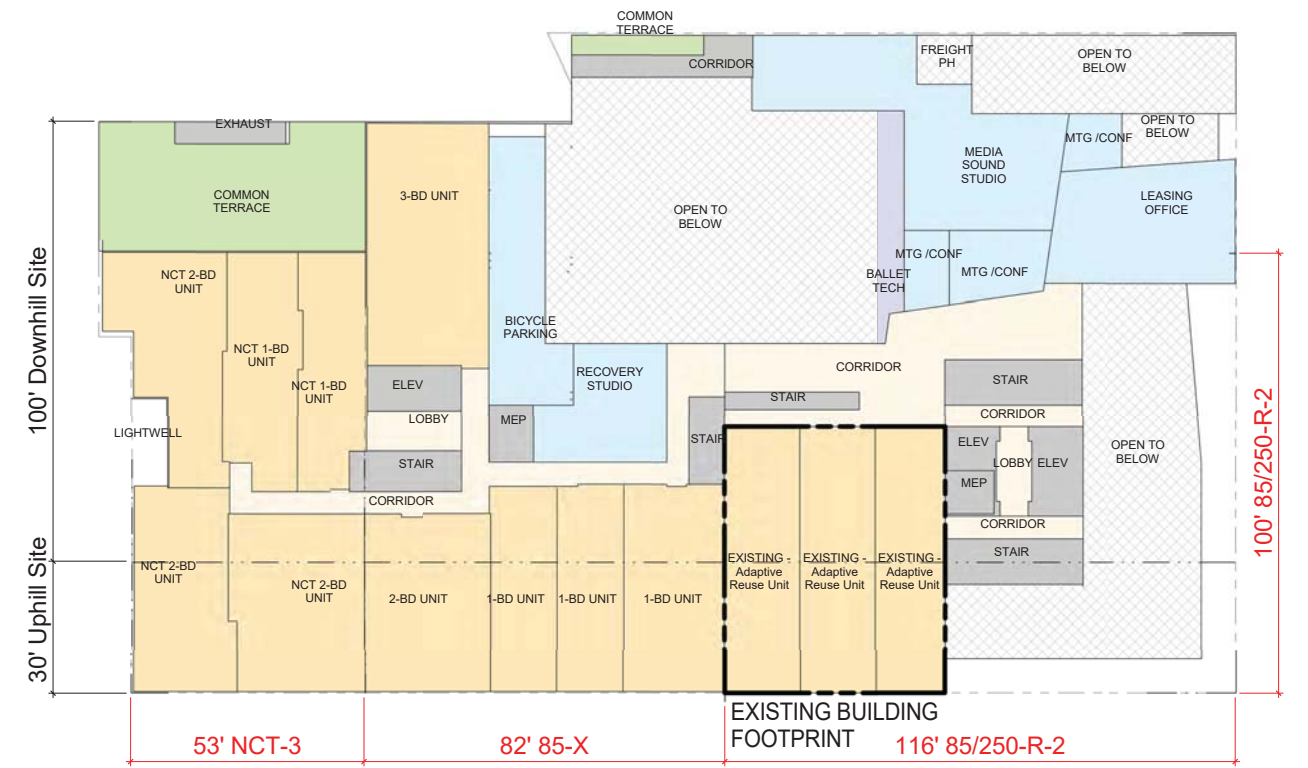 COMMON
TERRACE
CORRIDOR
FREIGHT
PH
OPEN TO
BELOW
EXHAUST
OPEN TO
BELOW
MTG /CONF
MEDIA
SOUND
STUDIO
COMMON
TERRACE
3-BD UNIT
OPEN TO
BELOW
LEASING
OFFICE
NCT 2-BD
UNIT
MTG /CONF
BALLET
TECH
MTG /CONF
BICYCLE
PARKING
NCT 1-BD
UNIT
NCT 1-BD
UNIT
ELEV
RECOVERY
STUDIO
CORRIDOR
STAIR
STAIR
LOBBY
MEP
CORRIDOR
LIGHTWELL
STAIR
STAIR
ELEV
LOBBY
ELEV
MEP
OPEN TO
BELOW
CORRIDOR
CORRIDOR
STAIR
NCT 2-BD
UNIT
NCT 2-BD
UNIT
2-BD UNIT
1-BD UNIT
1-BD UNIT
1-BD UNIT
EXISTING -
Adaptive
Reuse Unit
EXISTING -
Adaptive
Reuse Unit
EXISTING -
Adaptive
Reuse Unit
100' Downhill Site
30' Uphill Site
100' 85/250-R-2
EXISTING BUILDING
FOOTPRINT
53' NCT-3
82' 85-X
116' 85/250-R-2